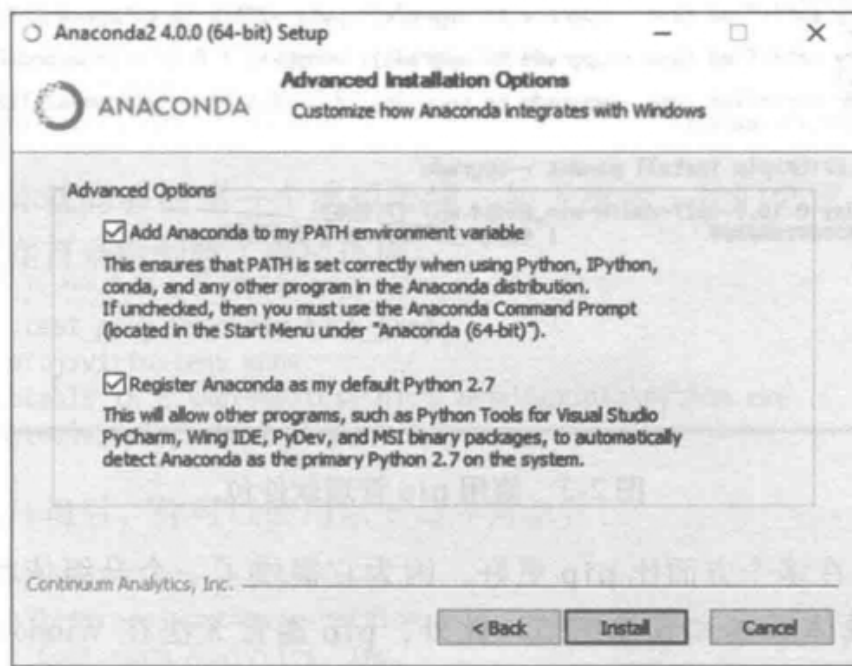 Anaconda2 4.0.0 (64-bit) Setup
ANACONDA
Advanced Installation Options
Customize how Anaconda integrates with Windows
Advanced Options
Add Anaconda to my PATH environment variable
This ensures that PATH is set correctly when using Python, IPython,
conda, and any other program in the Anaconda distribution.
If unchecked, then you must use the Anaconda Command Prompt
(located in the Start Menu under "Anaconda (64-bit)").
Register Anaconda as my default Python 2.7
This will allow other programs, such as Python Tools for Visual Studio
PyCharm, Wing IDE, PyDev, and MSI binary packages, to automatically
detect Anaconda as the primary Python 2.7 on the system.
Continuum Analytics, Inc.
< Back
Install
Cancel